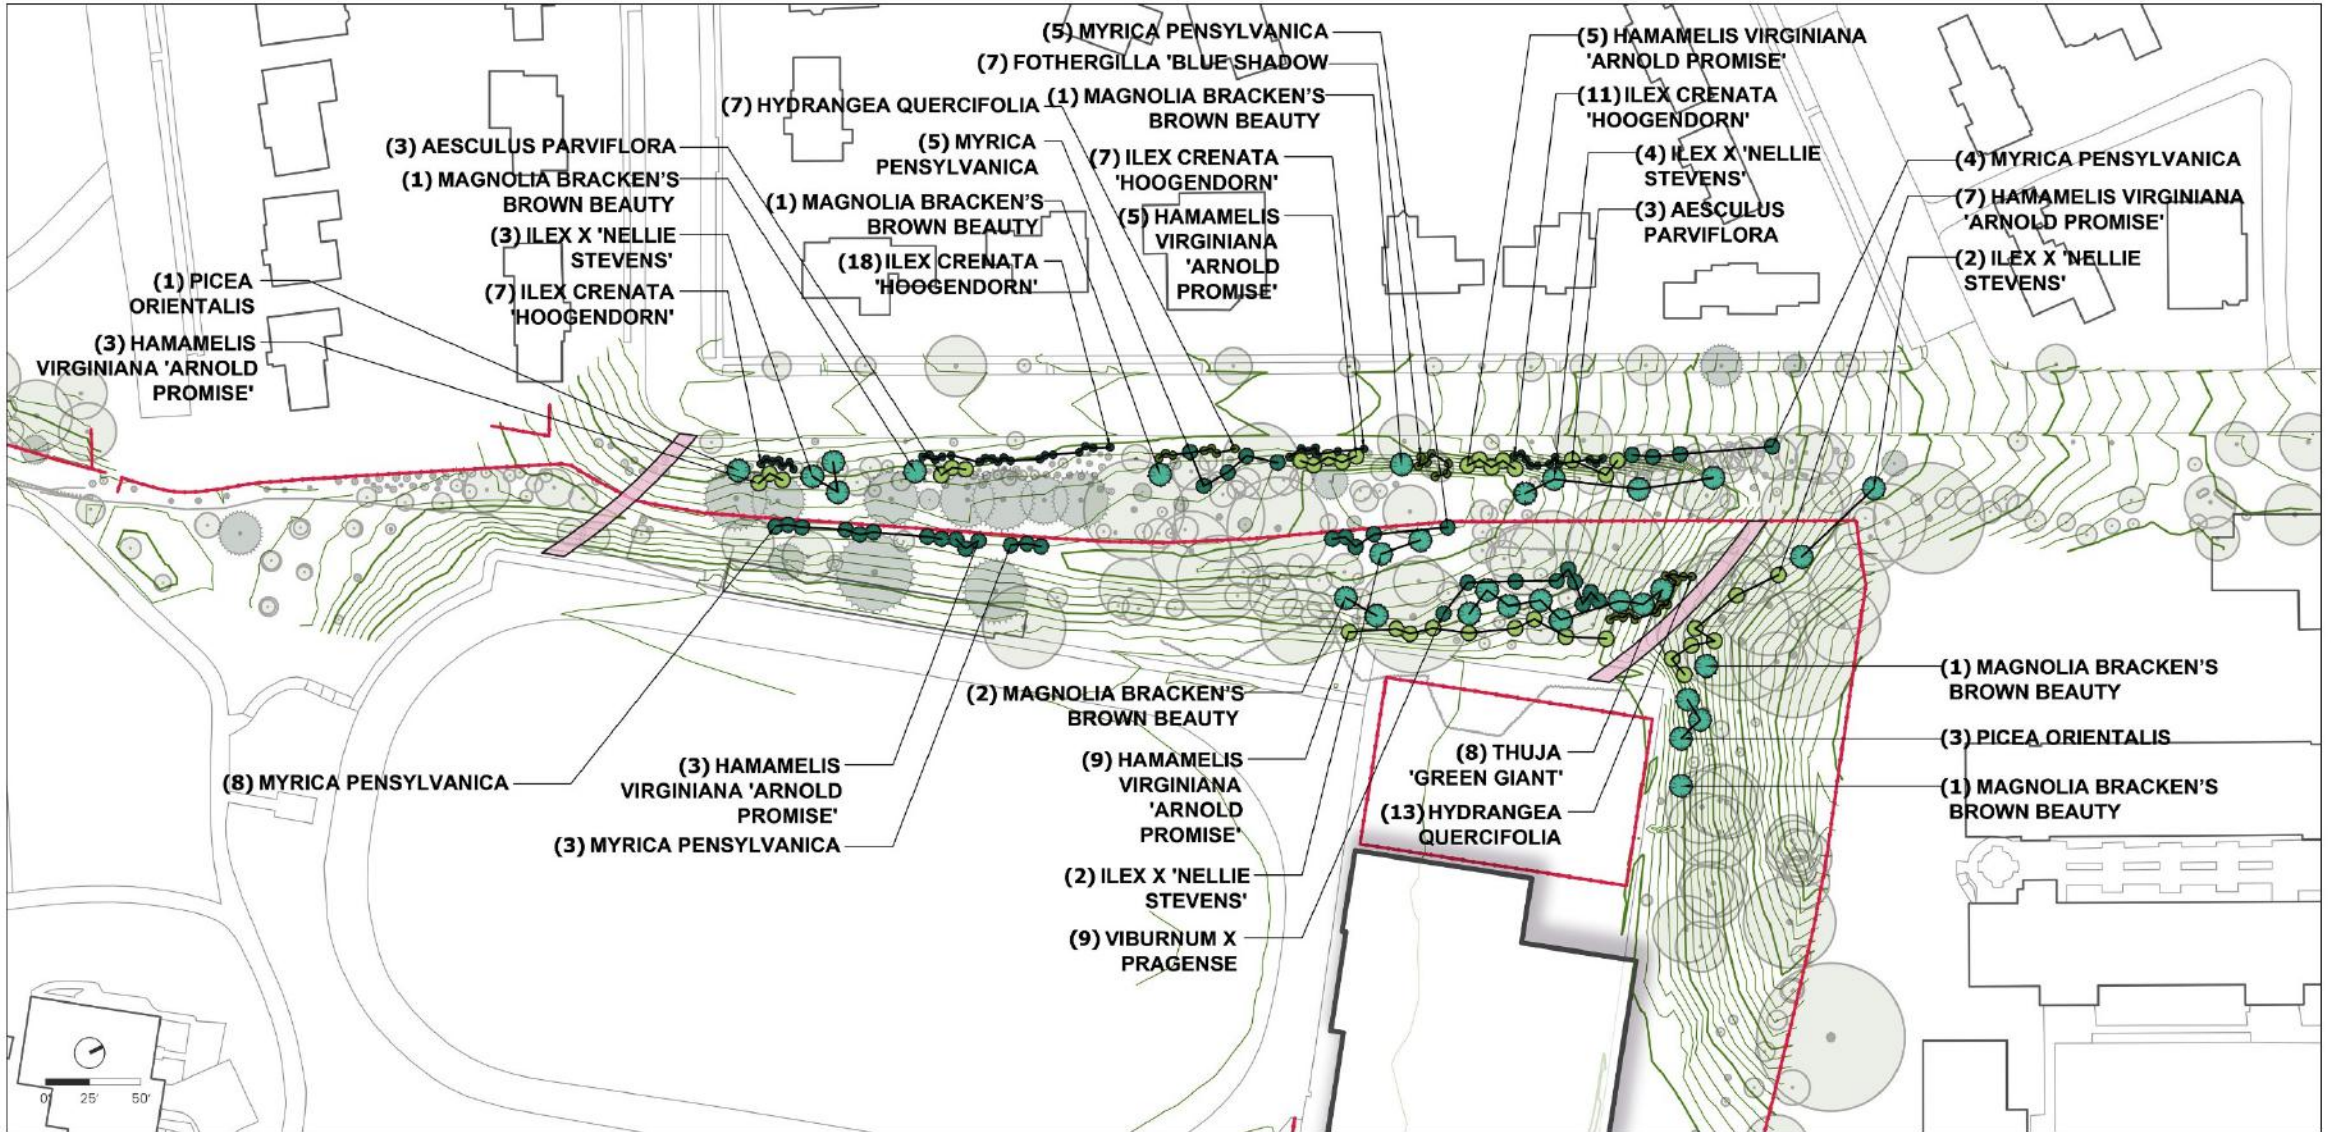 (5) MYRICA PENSYLVANICA
(7) FOTHERGILLA 'BLUE SHADOW
(7) HYDRANGEA QUERCIFOLIA
(1) MAGNOLIA BRACKEN'S
BROWN BEAUTY
(3) AESCULUS PARVIFLORA
(5) MYRICA
PENSYLVANICA
(7) ILEX CRENATA
'HOOGENDORN'
(1) MAGNOLIA BRACKEN'S
BROWN BEAUTY
(1) MAGNOLIA BRACKEN'S
BROWN BEAUTY
(5) HAMAMELIS
VIRGINIANA
'ARNOLD
PROMISE'
(3) ILEX X 'NELLIE
STEVENS'
(18) ILEX CRENATA
'HOOGENDORN'
(7) ILEX CRENATA
'HOOGENDORN'
(1) PICEA
ORIENTALIS
(3) HAMAMELIS
VIRGINIANA 'ARNOLD
PROMISE'
(5) HAMAMELIS VIRGINIANA
'ARNOLD PROMISE'
(11) ILEX CRENATA
'HOOGENDORN'
(4) ILEX X 'NELLIE
STEVENS'
(3) AESCULUS
PARVIFLORA
(4) MYRICA PENSYLVANICA
(7) HAMAMELIS VIRGINIANA
'ARNOLD PROMISE'
(2) ILEX X 'NELLIE
STEVENS'
(8) MYRICA PENSYLVANICA
(3) HAMAMELIS
VIRGINIANA 'ARNOLD
PROMISE'
(3) MYRICA PENSYLVANICA
(2) MAGNOLIA BRACKEN'S
BROWN BEAUTY
(9) HAMAMELIS
VIRGINIANA
'ARNOLD
PROMISE'
(2) ILEX X 'NELLIE
STEVENS'
(9) VIBURNUM X
PRAGENSE
(8) THUJA
'GREEN GIANT'
(13) HYDRANGEA
QUERCIFOLIA
(1) MAGNOLIA BRACKEN'S
BROWN BEAUTY
(3) PICEA ORIENTALIS
(1) MAGNOLIA BRACKEN'S
BROWN BEAUTY
0' 25' 50'